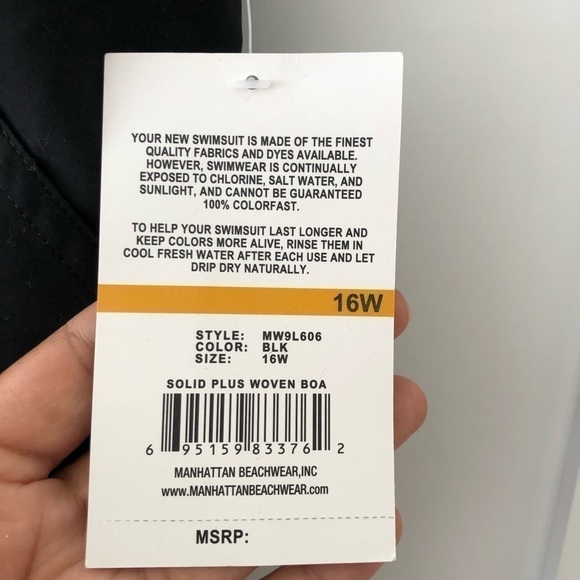 YOUR NEW SWIMSUIT IS MADE OF THE FINEST
QUALITY FABRICS AND DYES AVAILABLE.
HOWEVER, SWIMWEAR IS CONTINUALLY
EXPOSED TO CHLORINE, SALT WATER, AND
SUNLIGHT, AND CANNOT BE GUARANTEED
100% COLORFAST.
TO HELP YOUR SWIMSUIT LAST LONGER AND
KEEP COLORS MORE ALIVE, RINSE THEM IN
COOL FRESH WATER AFTER EACH USE AND LET
DRIP DRY NATURALLY.
16W
STYLE: MW9L606
COLOR: BLK
SIZE: 16W
SOLID PLUS WOVEN BOA
6 95159 83376 2
MANHATTAN BEACHWEAR,INC
www.MANHATTANBEACHWEAR.com
MSRP: